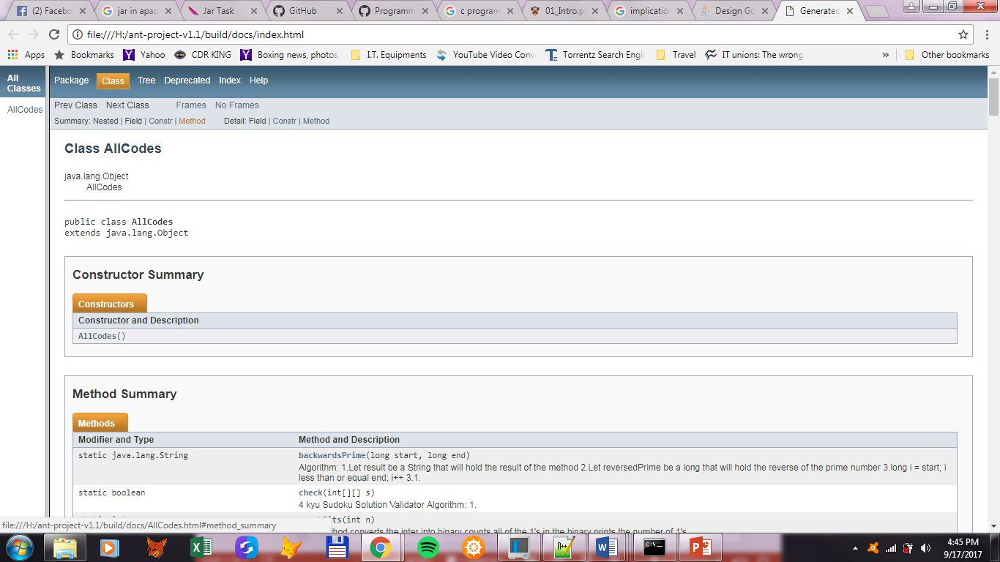 (2) Facebo
jar in apac
Jar Task
GitHub
Programm
c program
01_Intro.p
implication
Design Go
Generated
file:///H:/ant-project-v1.1/build/docs/index.html
Apps
Bookmarks
Yahoo
CDR KING
Boxing news, photos,
I.T. Equipments
YouTube Video Conv
Torrentz Search Engin
Travel
IT unions: The wrong
»
Other bookmarks
All Classes
AllCodes
Package Class Tree Deprecated Index Help
Prev Class Next Class Frames No Frames
Summary: Nested | Field | Constr | Method Detail: Field | Constr | Method
Class AllCodes
java.lang.Object
AllCodes
public class AllCodes
extends java.lang.Object
Constructor Summary
Constructors
Constructor and Description
AllCodes()
Method Summary
Methods
Modifier and Type Method and Description
static java.lang.String backwardsPrime(long start, long end)
Algorithm: 1.Let result be a String that will hold the result of the method 2.Let reversedPrime be a long that will hold the reverse of the prime number 3.long i = start; i
less than or equal end; i++ 3.1.
static boolean check(int[][] s)
4 kyu Sudoku Solution Validator Algorithm: 1.
(int n)
converts the inter into binary counts all of the 1's in the binary prints the number of 1's
file:///H:/ant-project-v1.1/build/docs/AllCodes.html#method_summary
4:45 PM
9/17/2017